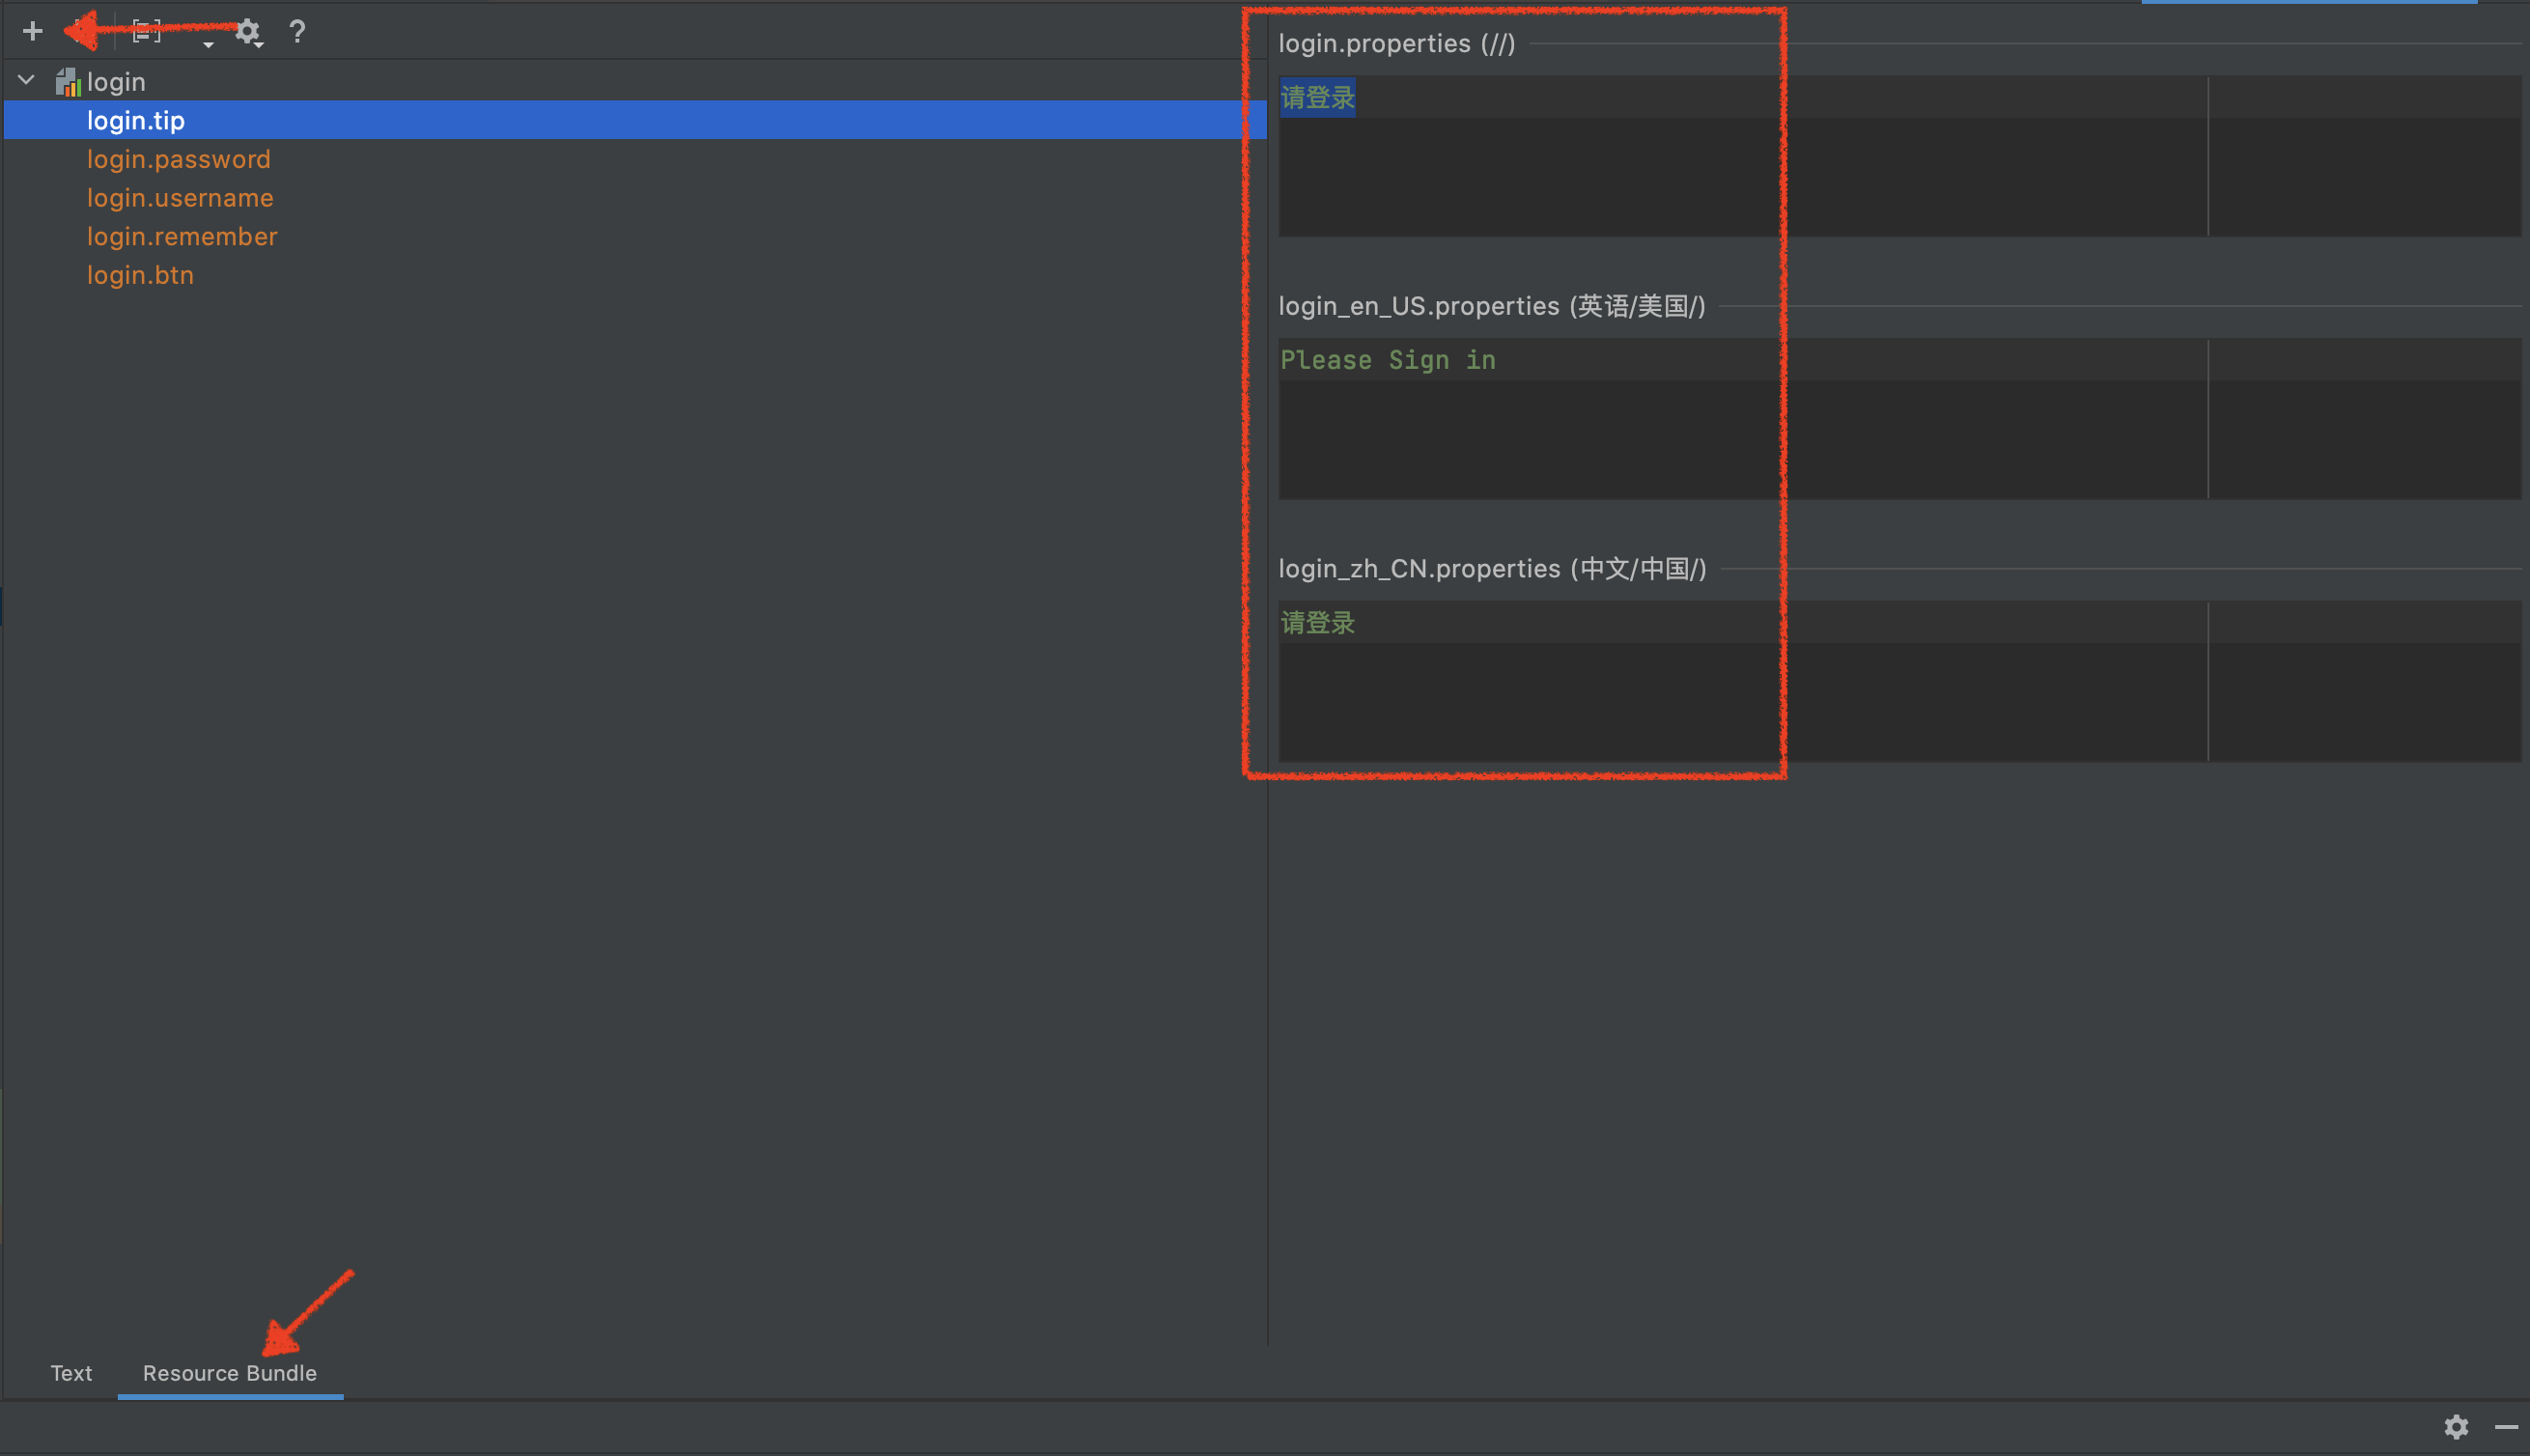 login
login.tip
login.password
login.username
login.remember
login.btn
login.properties (//)
请登录
login_en_US.properties (英语/美国/)
Please Sign in
login_zh_CN.properties (中文/中国/)
请登录
Text
Resource Bundle